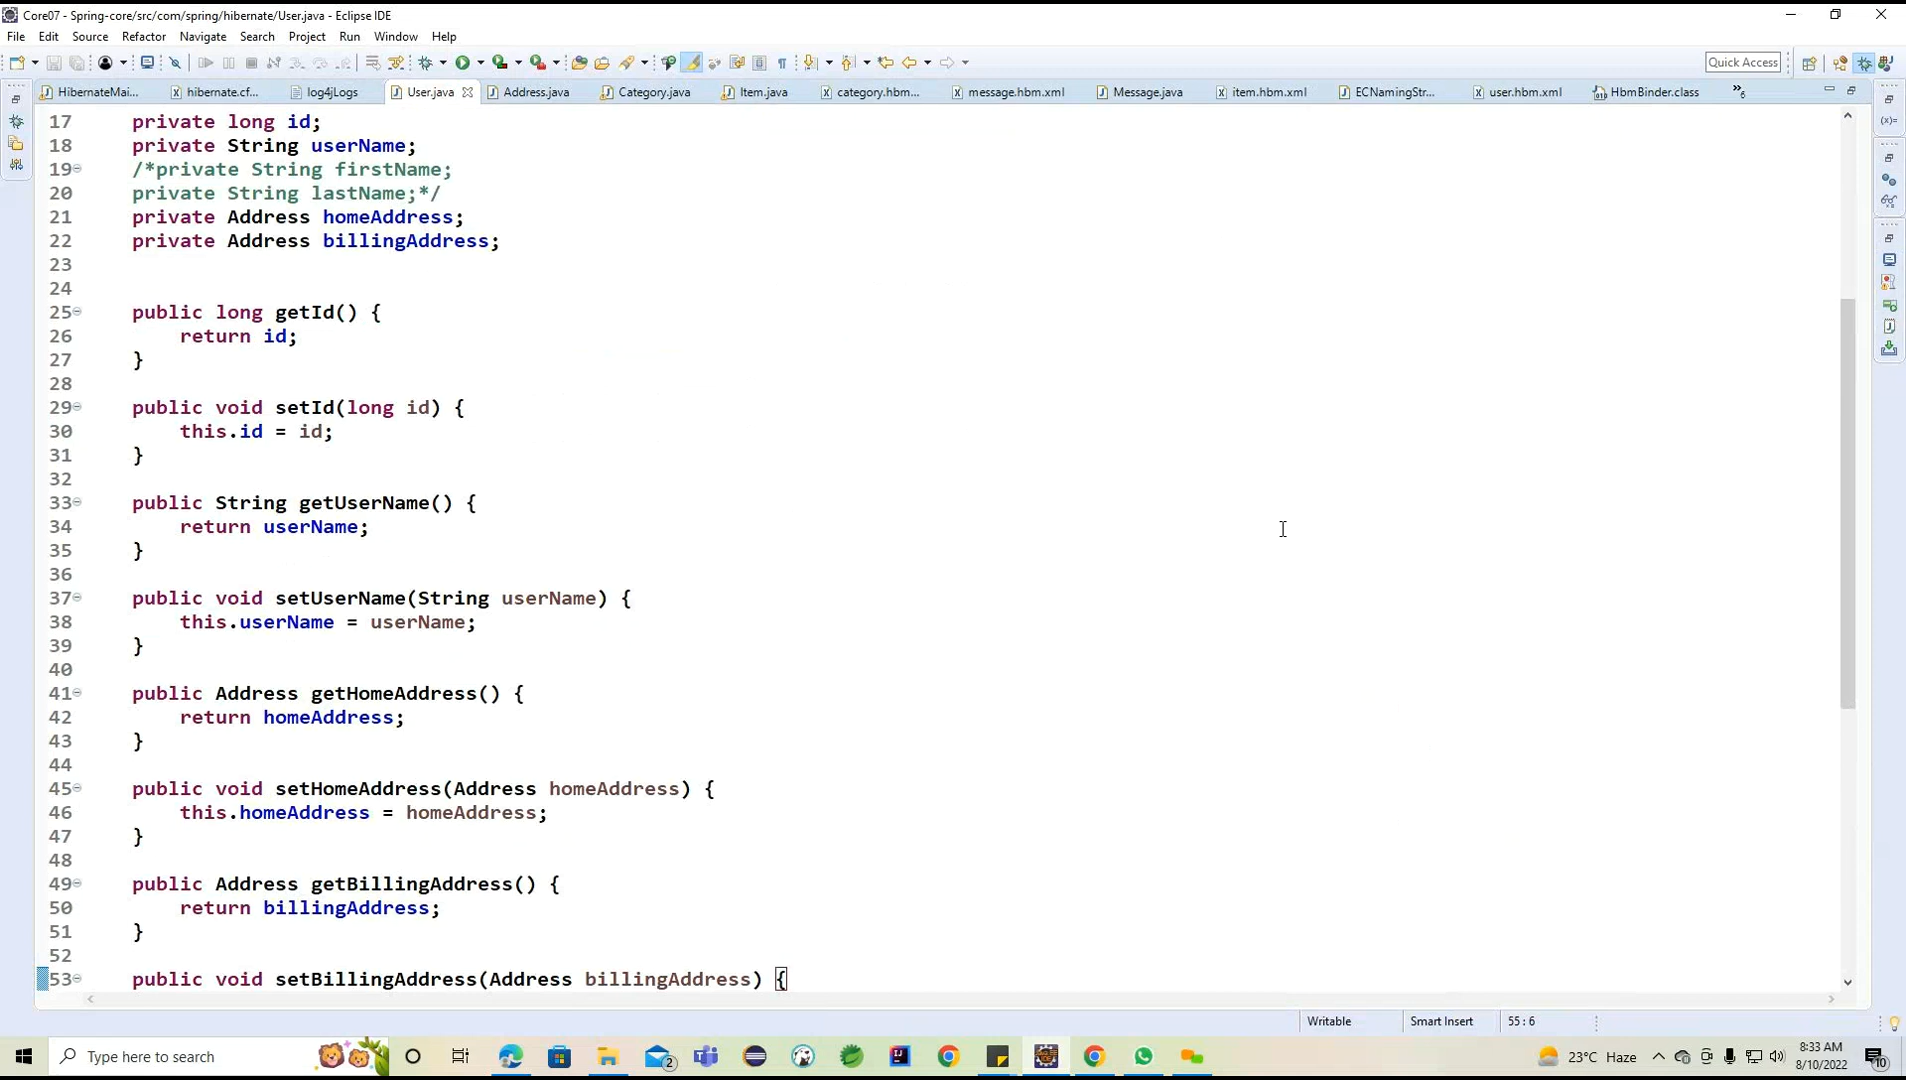 Core07 - Spring-core/src/com/spring/hibernate/User.java - Eclipse IDE
File Edit Source Refactor Navigate Search Project Run Window Help
Quick Access
HibernateMai... hibernate.cf... log4jLogs User.java Address.java Category.java Item.java category.hbm... message.hbm.xml Message.java item.hbm.xml ECNamingStr... user.hbm.xml HbmBinder.class »6
17 private long id;
18 private String userName;
19 /*private String firstName;
20 private String lastName;*/
21 private Address homeAddress;
22 private Address billingAddress;
23
24
25 public long getId() {
26 return id;
27 }
28
29 public void setId(long id) {
30 this.id = id;
31 }
32
33 public String getUserName() {
34 return userName;
35 }
36
37 public void setUserName(String userName) {
38 this.userName = userName;
39 }
40
41 public Address getHomeAddress() {
42 return homeAddress;
43 }
44
45 public void setHomeAddress(Address homeAddress) {
46 this.homeAddress = homeAddress;
47 }
48
49 public Address getBillingAddress() {
50 return billingAddress;
51 }
52
53 public void setBillingAddress(Address billingAddress) {
Writable Smart Insert 55 : 6
Type here to search
2
23°C Haze
8:33 AM
8/10/2022
10